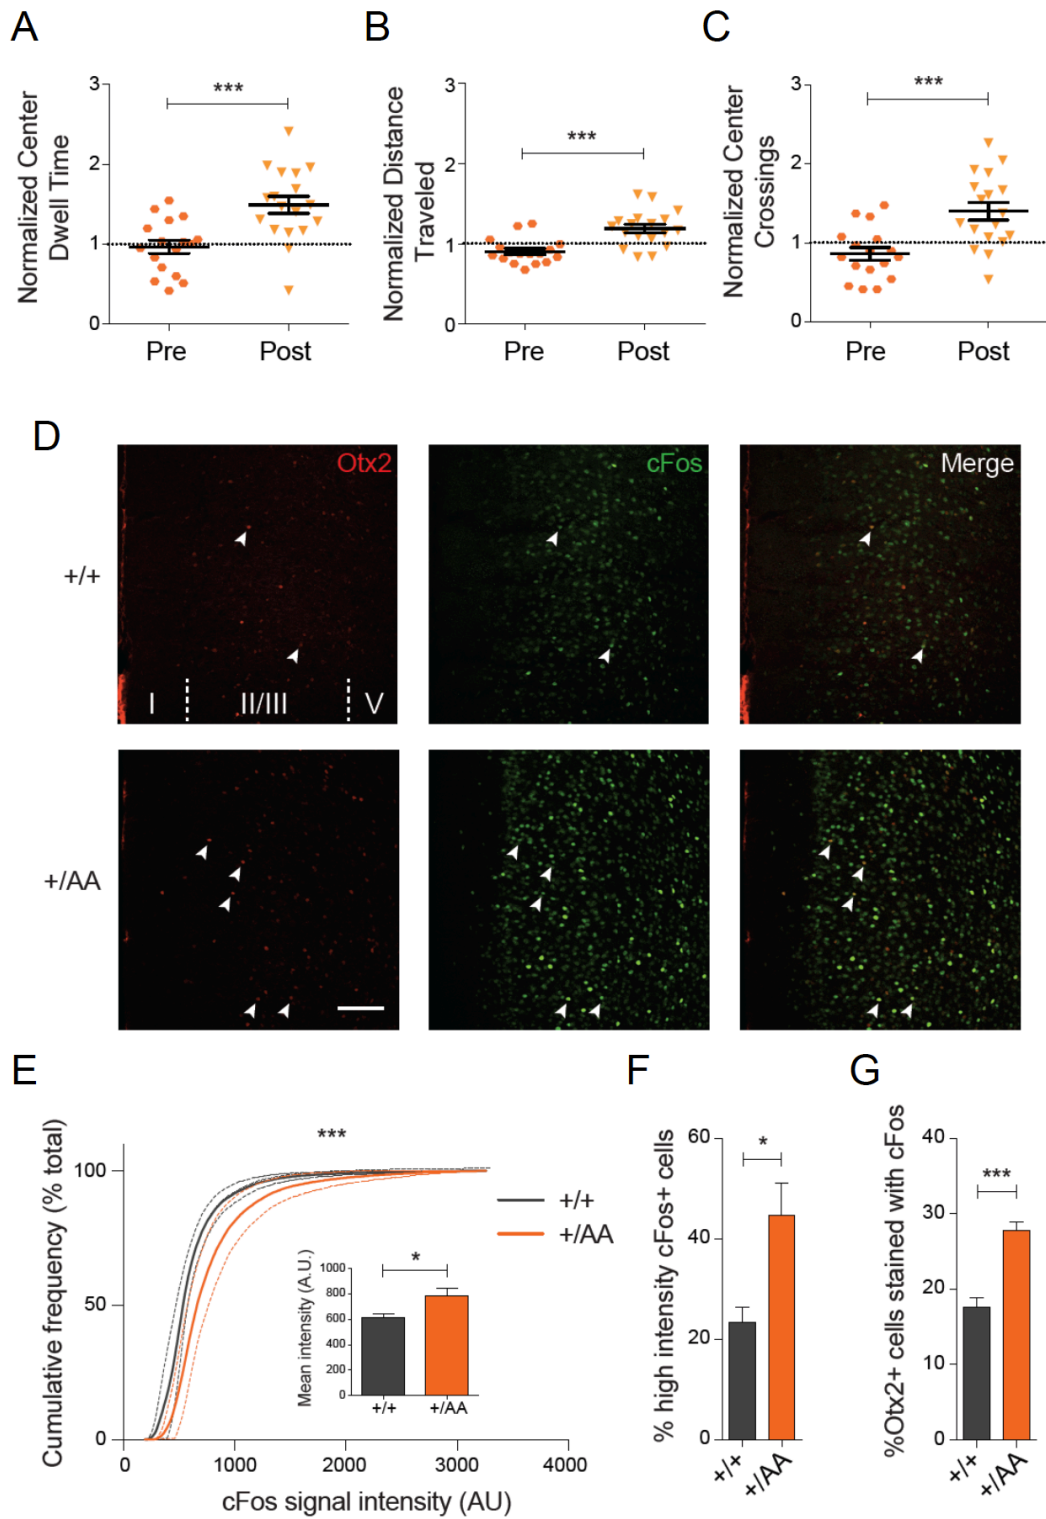 A
B
C
Normalized Center
Dwell Time
3
2
1
0
***
Pre
Post
Normalized Distance
Traveled
3
2
1
0
***
Pre
Post
Normalized Center
Crossings
3
2
1
0
***
Pre
Post
D
Otx2
cFos
Merge
+/+
I
II/III
V
+/AA
E
Cumulative frequency (% total)
100
50
0
***
+/+
+/AA
Mean intensity (A.U.)
1000
800
600
400
200
0
*
+/+
+/AA
0
1000
2000
3000
4000
cFos signal intensity (AU)
F
% high intensity cFos+ cells
60
40
20
0
*
+/+
+/AA
G
%Otx2+ cells stained with cFos
40
30
20
10
0
***
+/+
+/AA